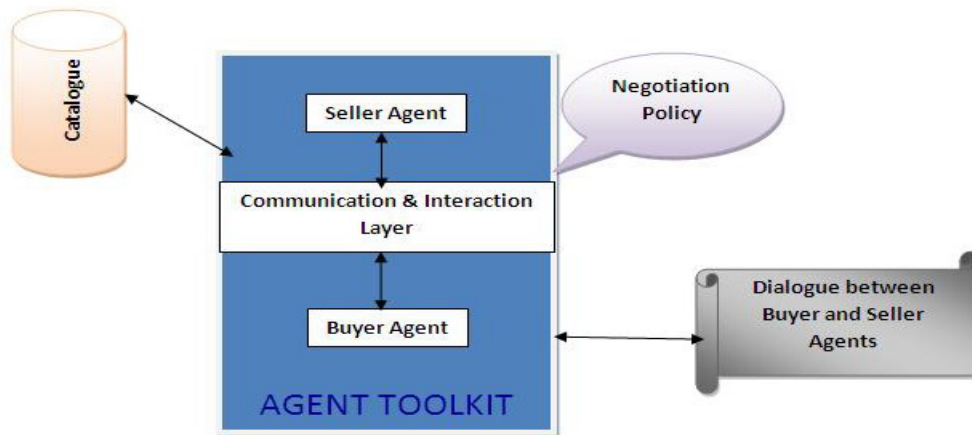 Catalogue
Seller Agent
Negotiation
Policy
Communication & Interaction
Layer
Buyer Agent
Dialogue between
Buyer and Seller
Agents
AGENT TOOLKIT